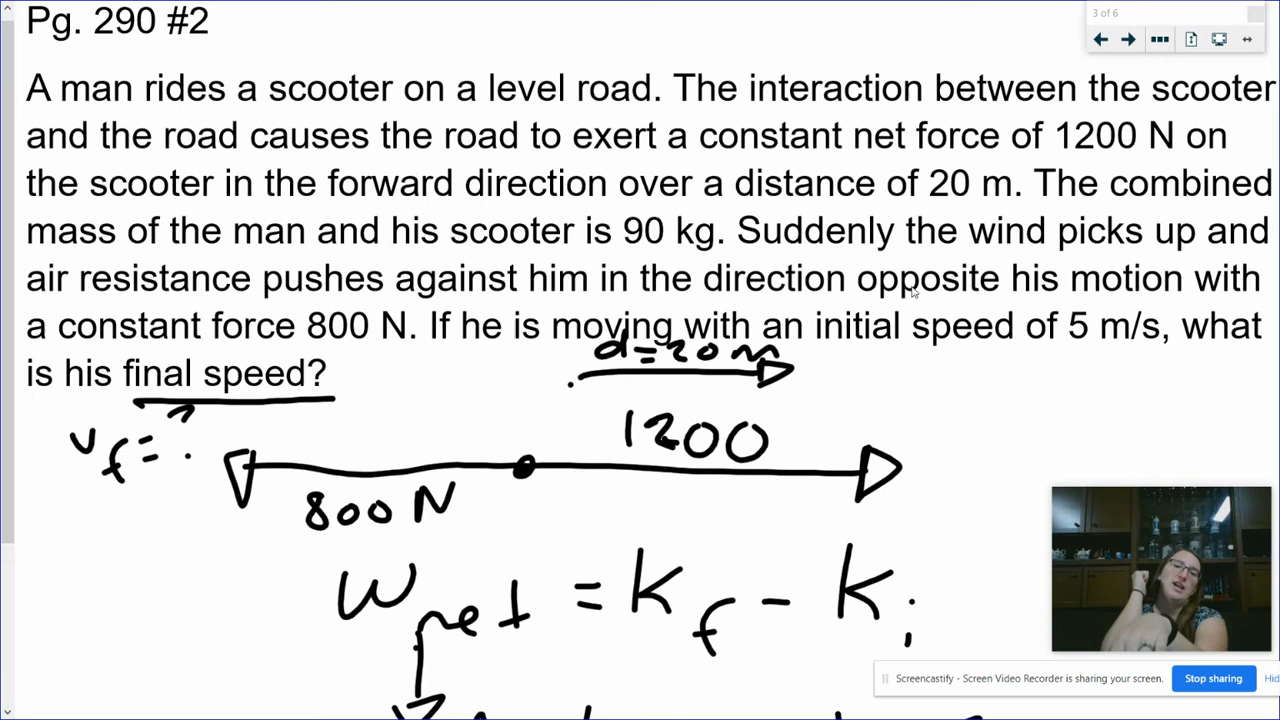 Pg. 290 #2
3 of 6
A man rides a scooter on a level road. The interaction between the scooter
and the road causes the road to exert a constant net force of 1200 N on
the scooter in the forward direction over a distance of 20 m. The combined
mass of the man and his scooter is 90 kg. Suddenly the wind picks up and
air resistance pushes against him in the direction opposite his motion with
a constant force 800 N. If he is moving with an initial speed of 5 m/s, what
is his final speed?
d=20 m
vf=?
1200
800 N
Wnet = Kf - Ki
Screencastify - Screen Video Recorder is sharing your screen.
Stop sharing
Hid